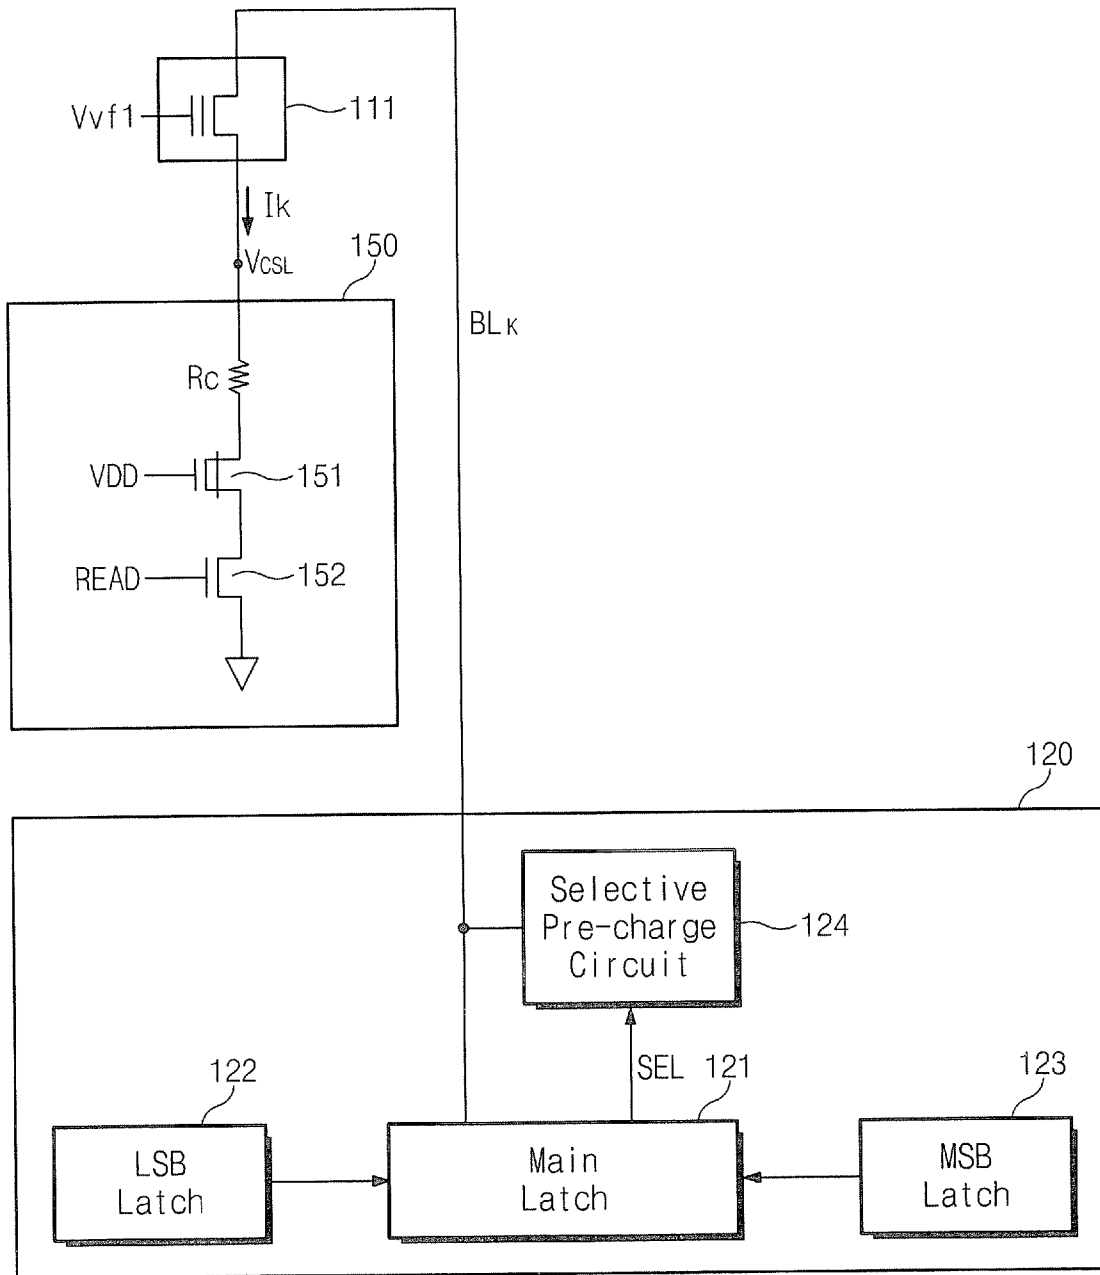 Vvf1
111
Ik
VCSL
150
BLK
Rc
VDD
151
READ
152
120
Selective
Pre-charge
Circuit
124
SEL
121
122
123
LSB
Latch
Main
Latch
MSB
Latch